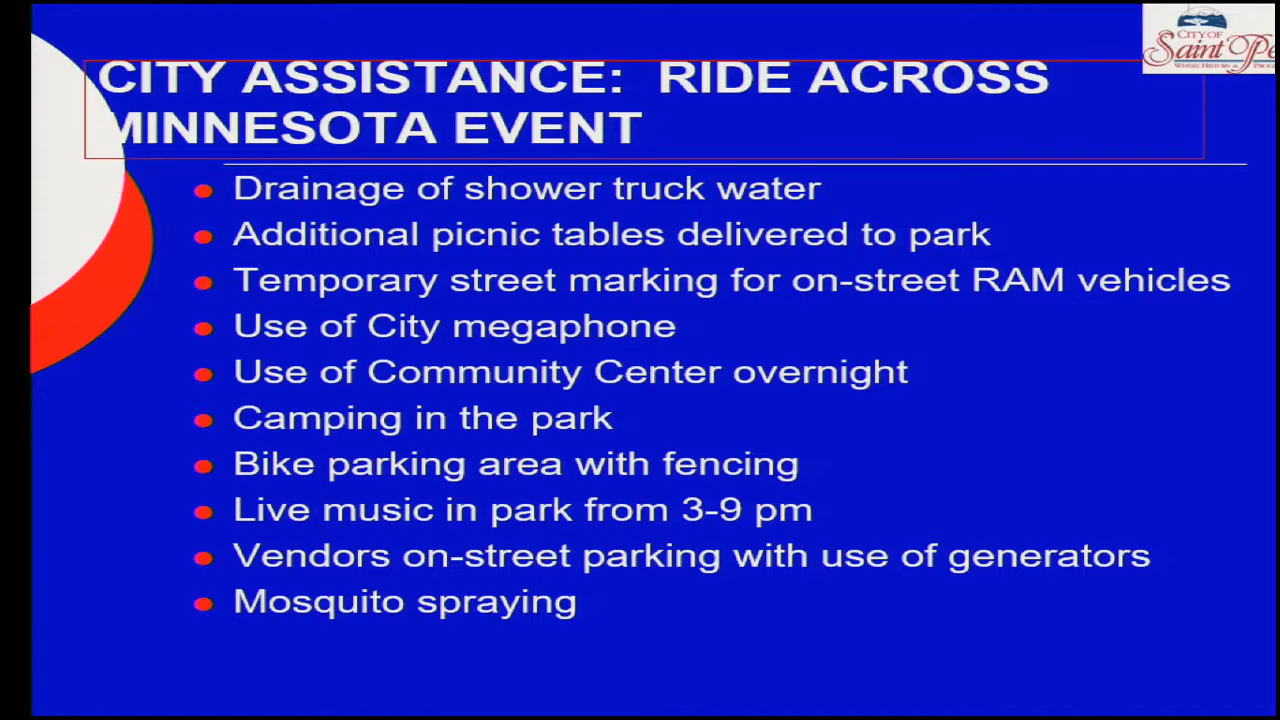 CITY OF
Saint
WHERE HISTORY &
CITY ASSISTANCE: RIDE ACROSS
MINNESOTA EVENT
Drainage of shower truck water
Additional picnic tables delivered to park
Temporary street marking for on-street RAM vehicles
Use of City megaphone
Use of Community Center overnight
Camping in the park
Bike parking area with fencing
Live music in park from 3-9 pm
Vendors on-street parking with use of generators
Mosquito spraying